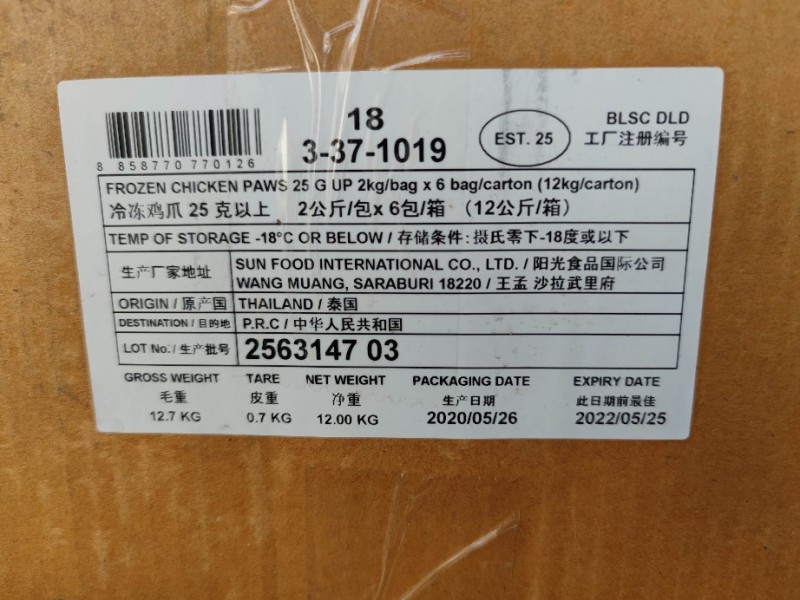 18
BLSC DLD
3-37-1019
EST. 25
工厂注册编号
8 858770 770126
FROZEN CHICKEN PAWS 25 G UP 2kg/bag x 6 bag/carton (12kg/carton)
冷冻鸡爪 25 克以上 2公斤/包x 6包/箱 （12公斤/箱）
TEMP OF STORAGE -18°C OR BELOW / 存储条件: 摄氏零下-18度或以下
生产厂家地址
SUN FOOD INTERNATIONAL CO., LTD. / 阳光食品国际公司
WANG MUANG, SARABURI 18220 / 王孟 沙拉武里府
ORIGIN / 原产国 THAILAND / 泰国
DESTINATION / 目的地 P.R.C / 中华人民共和国
LOT No. / 生产批号 2563147 03
GROSS WEIGHT TARE NET WEIGHT PACKAGING DATE EXPIRY DATE
毛重 皮重 净重 生产日期 此日期前最佳
12.7 KG 0.7 KG 12.00 KG 2020/05/26 2022/05/25